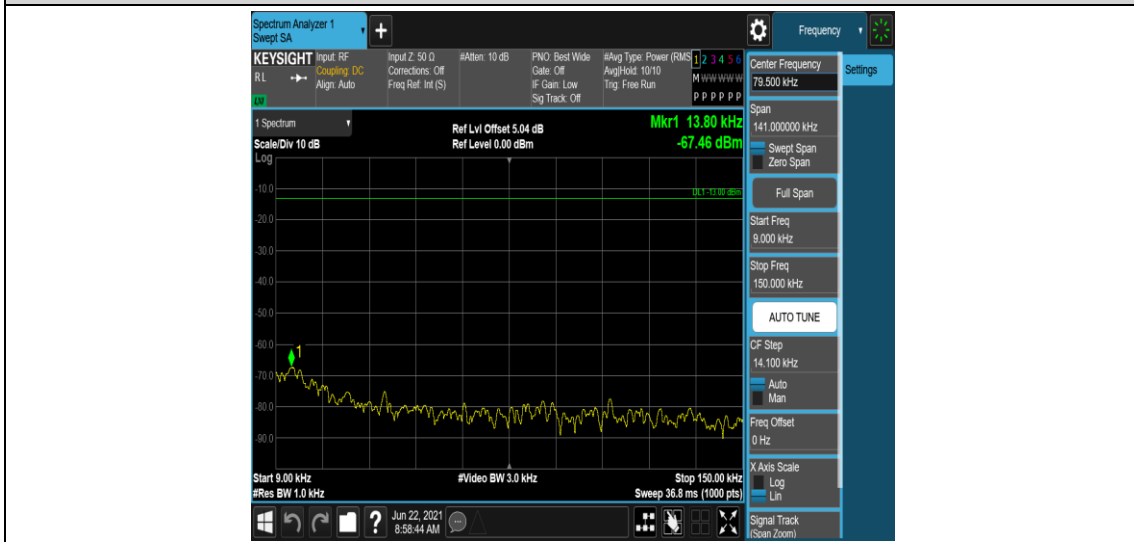 Spectrum Analyzer 1
Swept SA
+
Frequency
KEYSIGHT
RL
LXI
Input: RF
Coupling: DC
Align: Auto
Input Z: 50 Ω
Corrections: Off
Freq Ref: Int (S)
#Atten: 10 dB
PNO: Best Wide
Gate: Off
IF Gain: Low
Sig Track: Off
#Avg Type: Power (RMS
Avg|Hold: 10/10
Trig: Free Run
1 2 3 4 5 6
M W W W W W
P P P P P P
1 Spectrum
Scale/Div 10 dB
Log
Ref Lvl Offset 5.04 dB
Ref Level 0.00 dBm
Mkr1 13.80 kHz
-67.46 dBm
DL1 -13.00 dBm
-10.0
-20.0
-30.0
-40.0
-50.0
-60.0
1
-70.0
-80.0
-90.0
Start 9.00 kHz
#Res BW 1.0 kHz
#Video BW 3.0 kHz
Stop 150.00 kHz
Sweep 36.8 ms (1000 pts)
?
Jun 22, 2021
8:58:44 AM
Center Frequency
79.500 kHz
Settings
Span
141.000000 kHz
Swept Span
Zero Span
Full Span
Start Freq
9.000 kHz
Stop Freq
150.000 kHz
AUTO TUNE
CF Step
14.100 kHz
Auto
Man
Freq Offset
0 Hz
X Axis Scale
Log
Lin
Signal Track
(Span Zoom)